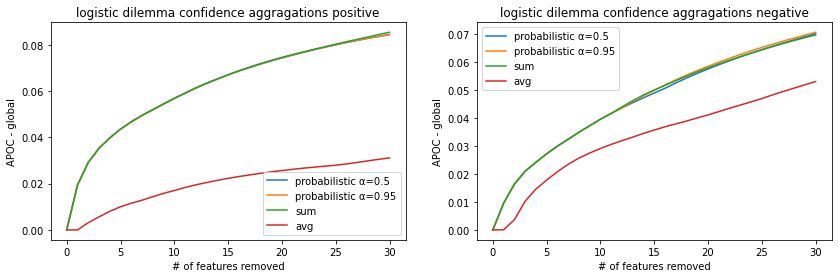 logistic dilemma confidence aggragations positive
APOC - global
0.08
0.06
0.04
0.02
0.00
probabilistic α=0.5
probabilistic α=0.95
sum
avg
0 5 10 15 20 25 30
# of features removed
logistic dilemma confidence aggragations negative
APOC - global
0.07
0.06
0.05
0.04
0.03
0.02
0.01
0.00
probabilistic α=0.5
probabilistic α=0.95
sum
avg
0 5 10 15 20 25 30
# of features removed